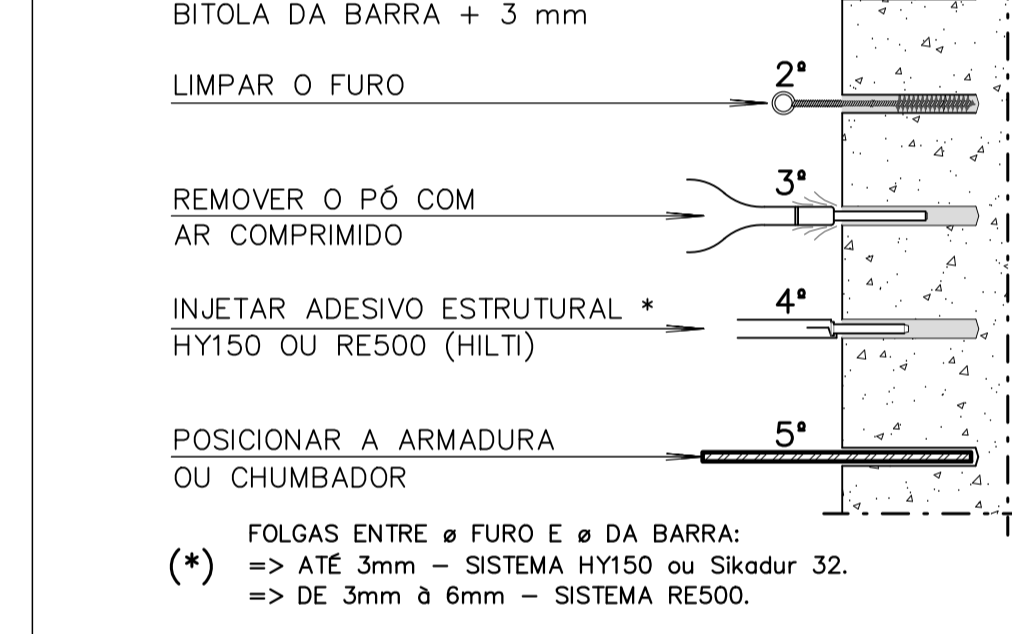 BITOLA DA BARRA + 3 mm
LIMPAR O FURO
2º
REMOVER O PÓ COM
AR COMPRIMIDO
3º
INJETAR ADESIVO ESTRUTURAL *
HY150 OU RE500 (HILTI)
4º
POSICIONAR A ARMADURA
OU CHUMBADOR
5º
(*) FOLGAS ENTRE ø FURO E ø DA BARRA:
=> ATÉ 3mm – SISTEMA HY150 ou Sikadur 32.
=> DE 3mm à 6mm – SISTEMA RE500.